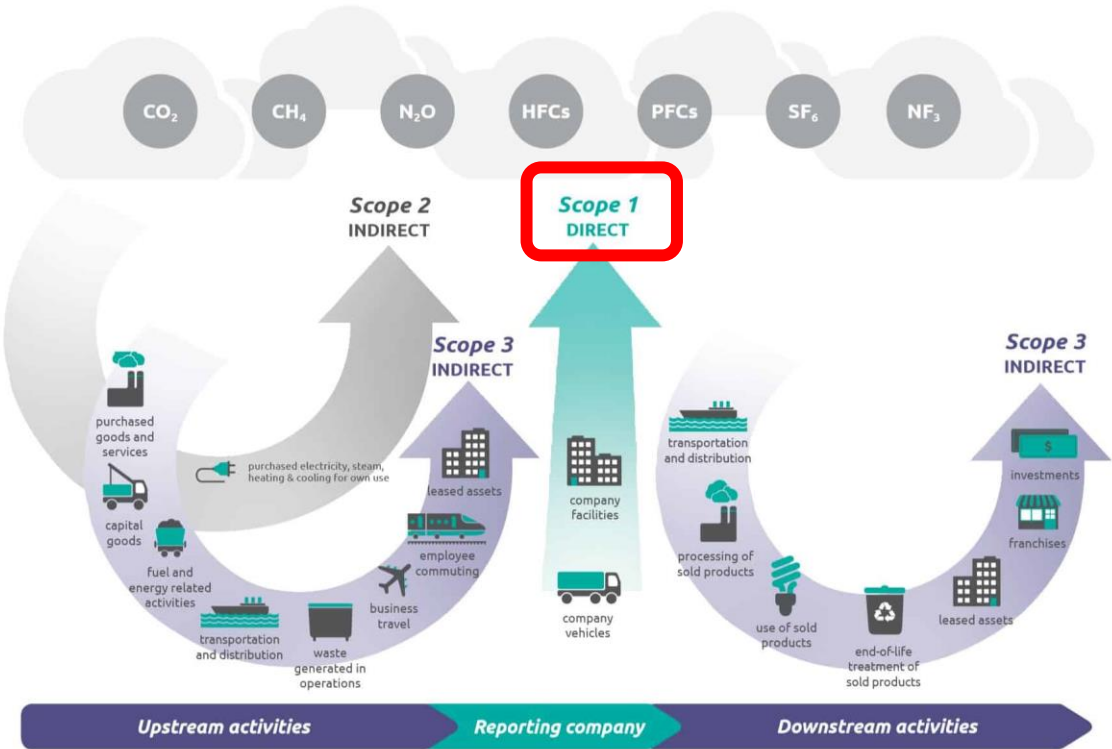 CO₂
CH₄
N₂O
HFCs
PFCs
SF₆
NF₃
Scope 2
INDIRECT
Scope 1
DIRECT
Scope 3
INDIRECT
Scope 3
INDIRECT
purchased
goods and
services
capital
goods
fuel and
energy related
activities
transportation
and distribution
waste
generated in
operations
business
travel
employee
commuting
leased assets
purchased electricity, steam,
heating & cooling for own use
company
facilities
company
vehicles
transportation
and distribution
processing of
sold products
use of sold
products
end-of-life
treatment of
sold products
leased assets
franchises
$
investments
Upstream activities
Reporting company
Downstream activities